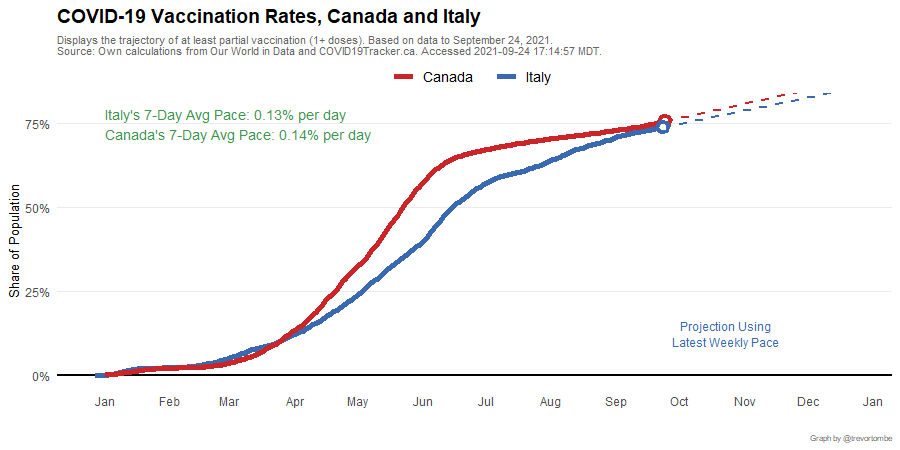 COVID-19 Vaccination Rates, Canada and Italy
Displays the trajectory of at least partial vaccination (1+ doses). Based on data to September 24, 2021.
Source: Own calculations from Our World in Data and COVID19Tracker.ca. Accessed 2021-09-24 17:14:57 MDT.
Canada Italy
Italy's 7-Day Avg Pace: 0.13% per day
Canada's 7-Day Avg Pace: 0.14% per day
75%
50%
25%
0%
Share of Population
Projection Using
Latest Weekly Pace
Jan Feb Mar Apr May Jun Jul Aug Sep Oct Nov Dec Jan
Graph by @trevortombe